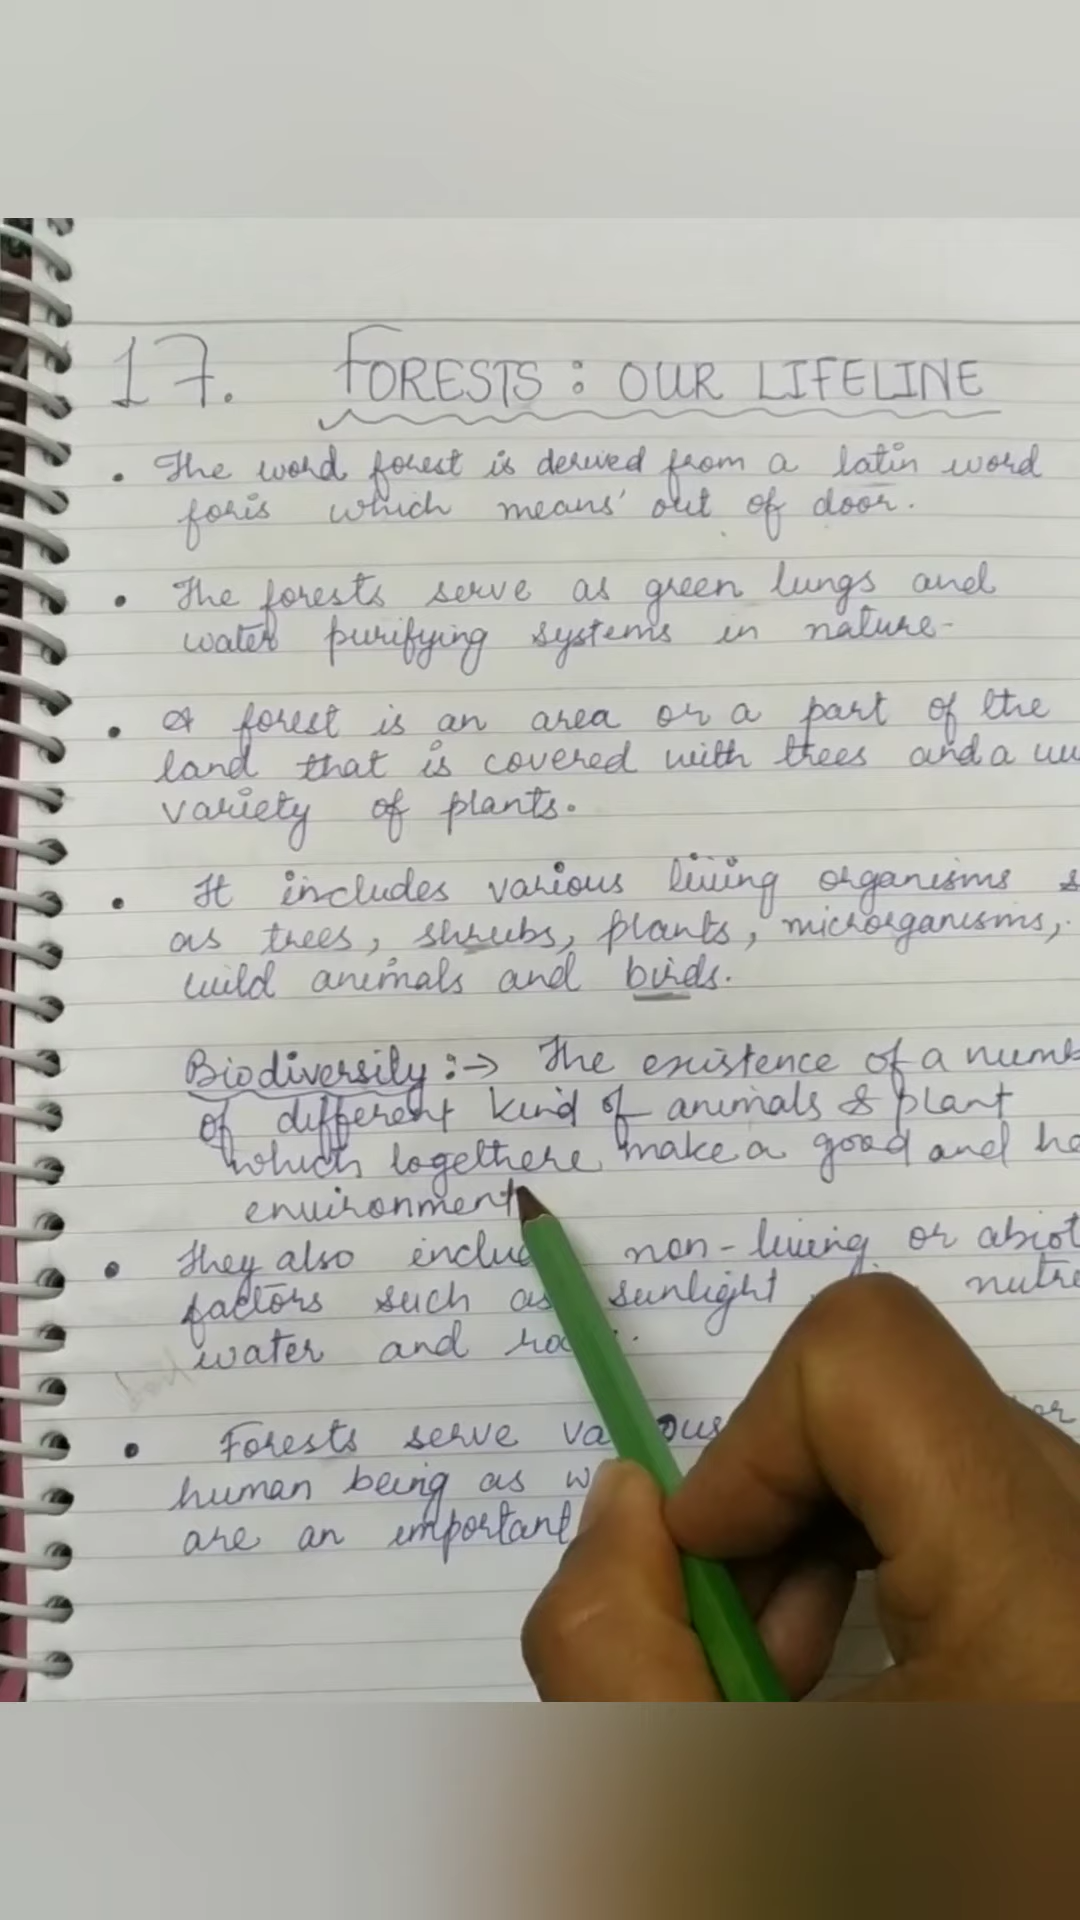 17. FORESTS : OUR LIFELINE
• The word forest is derived from a latin word
foris which means' out of door.
• The forests serve as green lungs and
water purifying systems in nature.
• A forest is an area or a part of the
land that is covered with trees and a
variety of plants.
• It includes various living organisms
as trees, shrubs, plants, microrganisms,
wild animals and birds.
Biodiversity :→ The existence of a
of different kind of animals & plant
which logethere make a good and
environment
• They also non-living or
factors such as sunlight
water and
• Forests serve
human being as
are an important